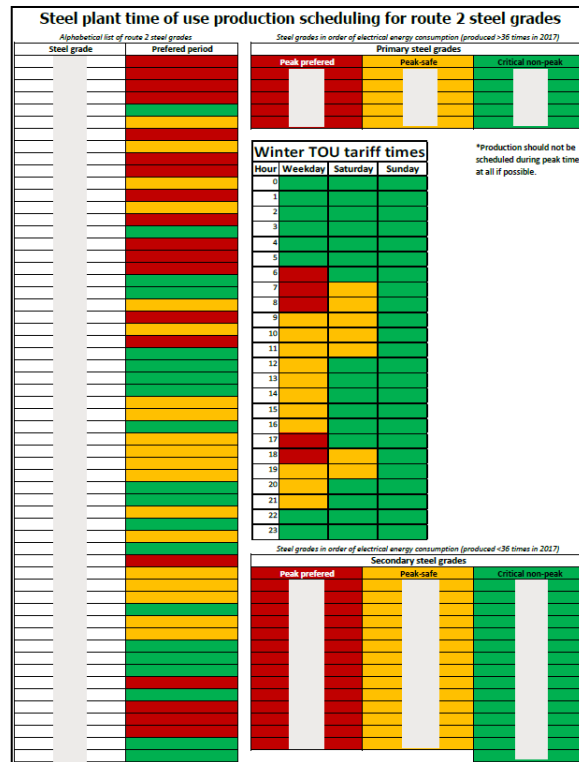 Steel plant time of use production scheduling for route 2 steel grades
Alphabetical list of route 2 steel grades
Steel grade Prefered period
Steel grades in order of electrical energy consumption (produced >36 times in 2017)
Primary steel grades
Peak prefered Peak-safe Critical non-peak
Winter TOU tariff times
Hour Weekday Saturday Sunday
0
1
2
3
4
5
6
7
8
9
10
11
12
13
14
15
16
17
18
19
20
21
22
23
*Production should not be
scheduled during peak time
at all if possible.
Steel grades in order of electrical energy consumption (produced <36 times in 2017)
Secondary steel grades
Peak prefered Peak-safe Critical non-peak